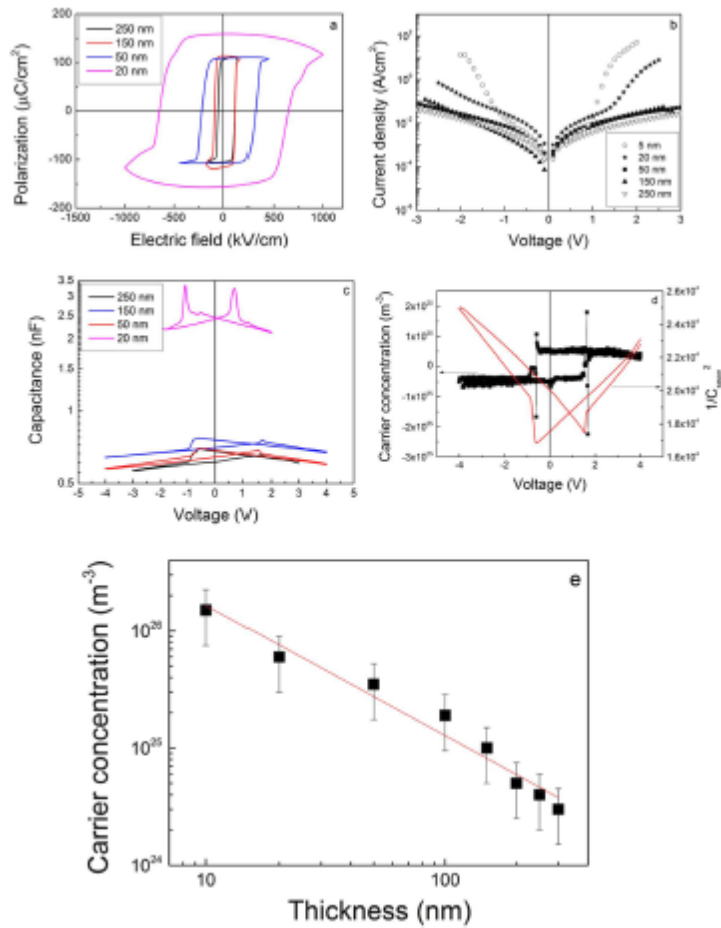 a
250 nm
150 nm
50 nm
20 nm
Polarization (μC/cm²)
200
100
0
-100
-200
-1500 -1000 -500 0 500 1000 1500
Electric field (kV/cm)
b
Current density (A/cm²)
5 nm
20 nm
50 nm
150 nm
250 nm
-3 -2 -1 0 1 2 3
Voltage (V)
c
250 nm
150 nm
50 nm
20 nm
Capacitance (nF)
3.5
3
2.5
2
1.5
1
0.5
-5 -4 -3 -2 -1 0 1 2 3 4 5
Voltage (V)
d
Carrier concentration (m⁻³)
0
-4 -2 0 2 4
Voltage (V)
e
Carrier concentration (m⁻³)
10²⁶
10²⁵
10²⁴
10 100
Thickness (nm)